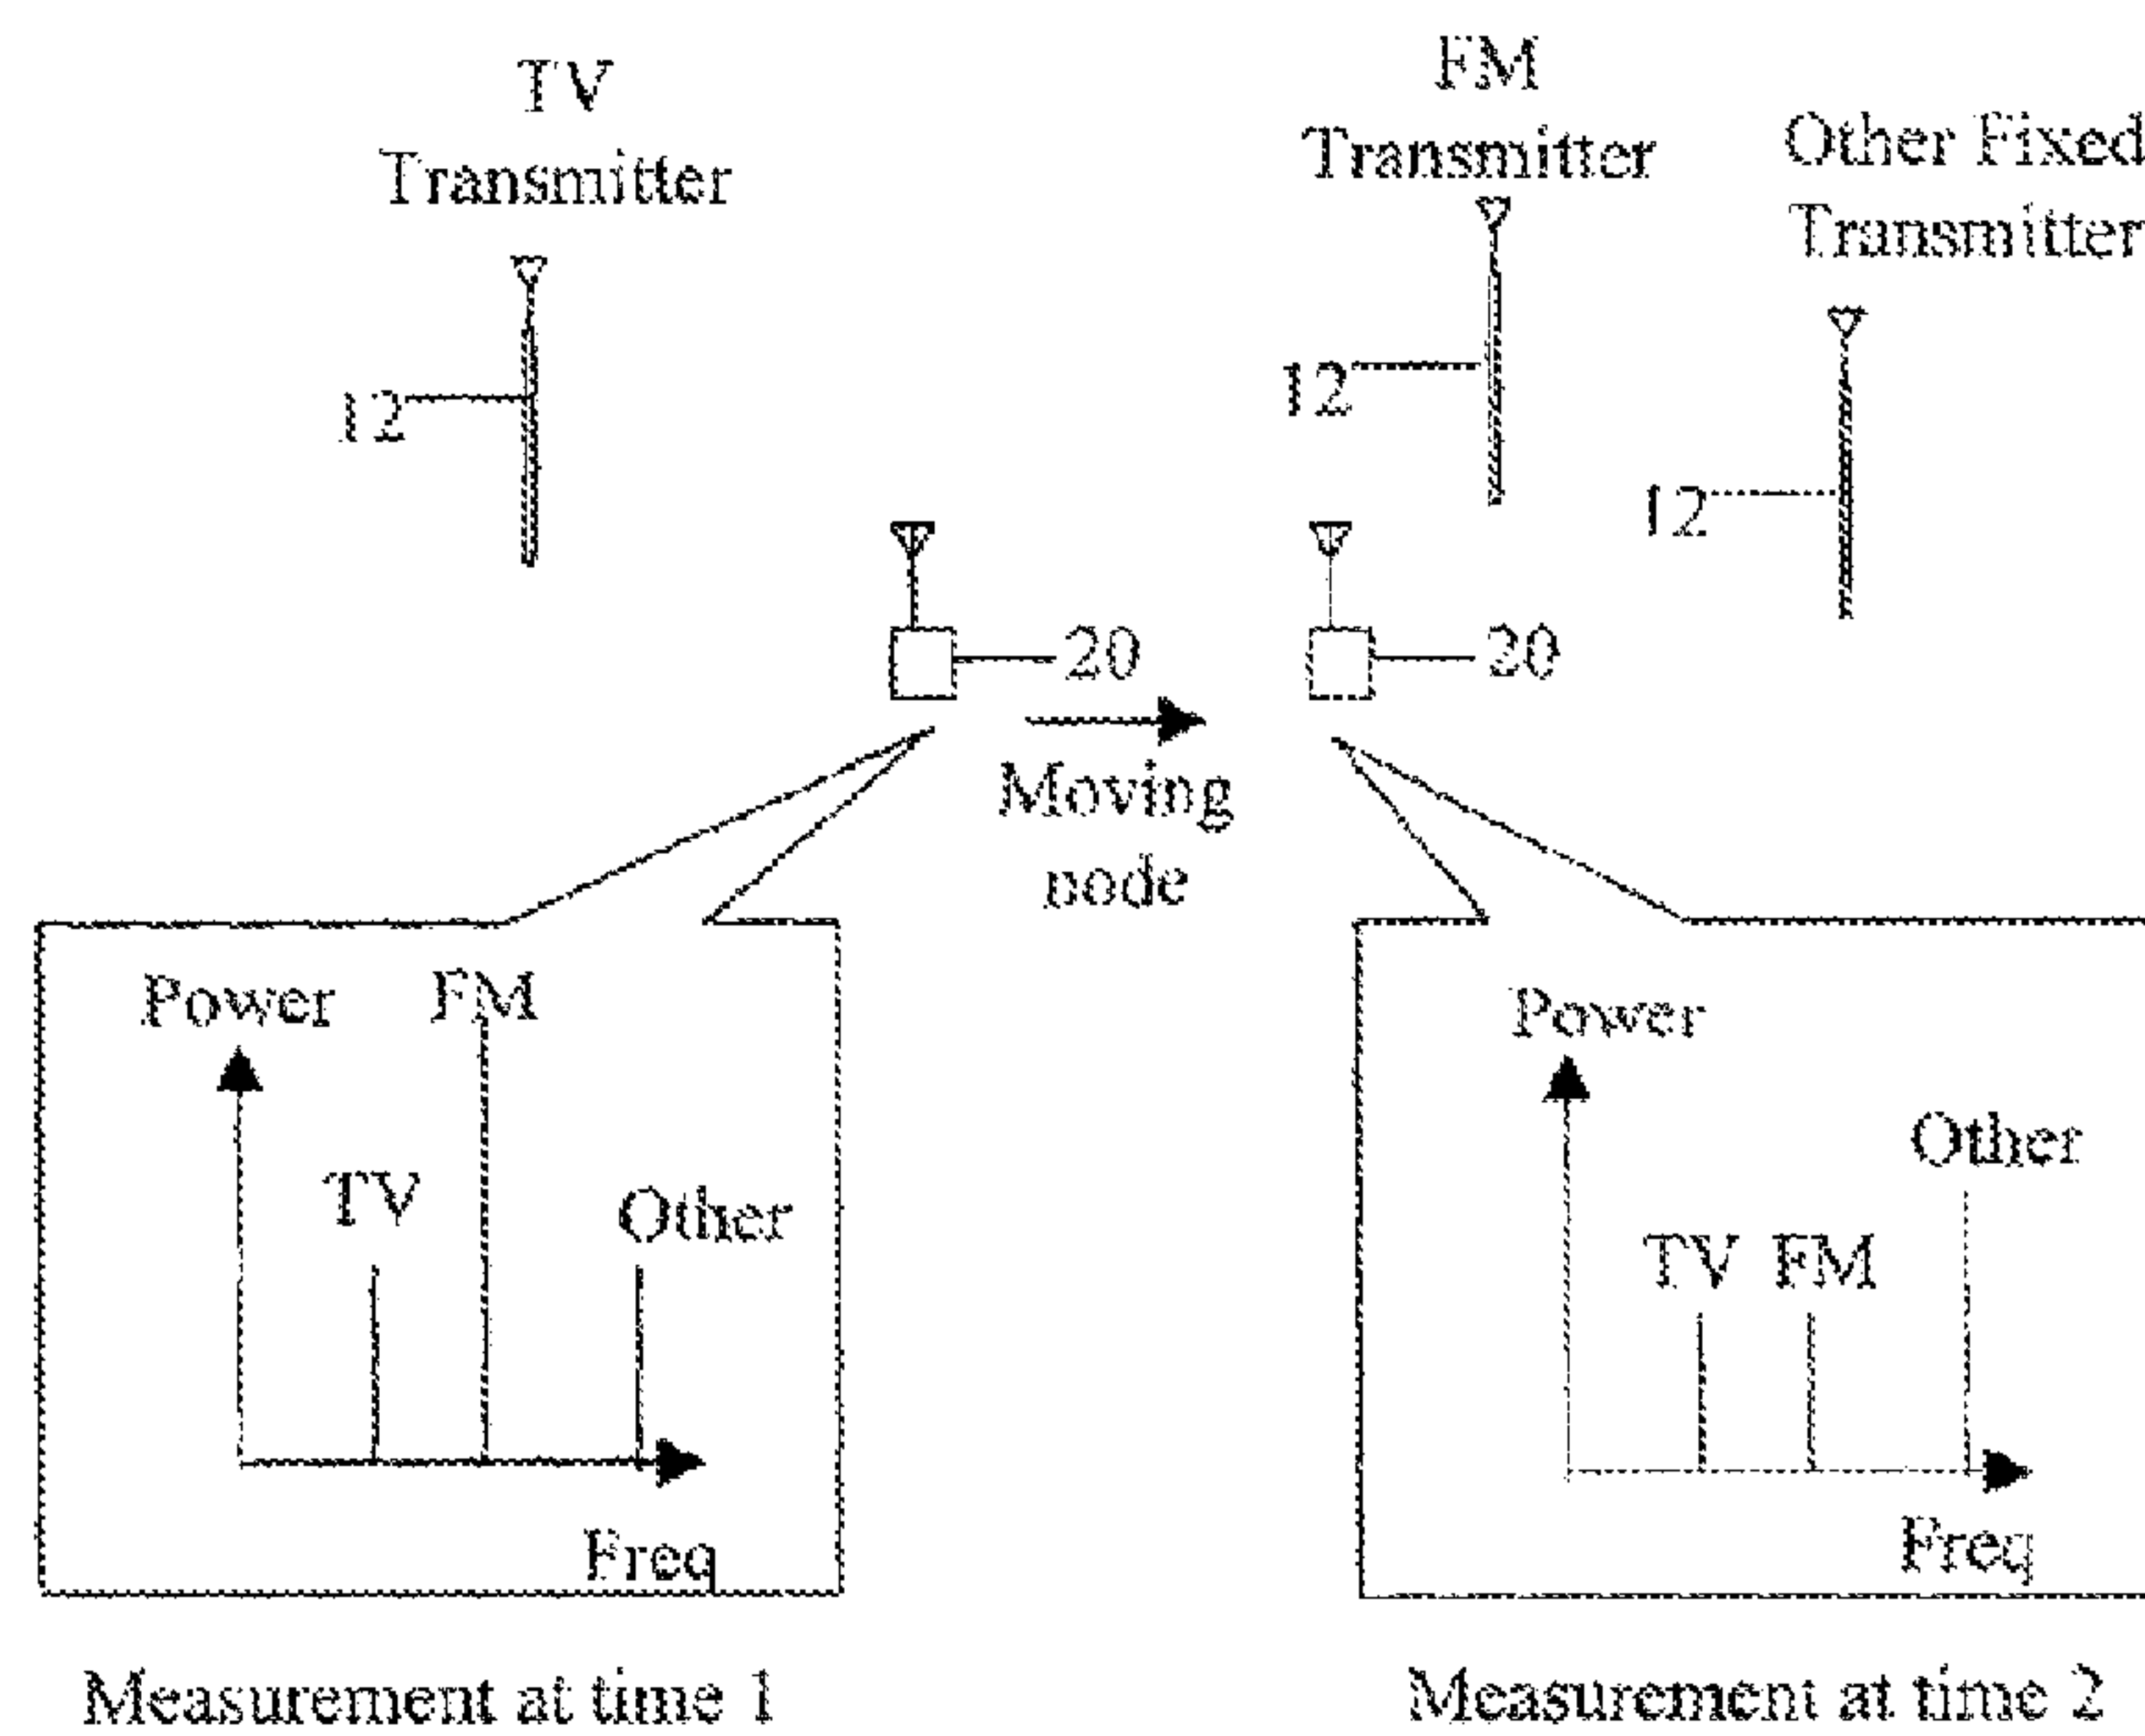 TV
Transmitter
FM
Transmitter
Other Fixed
Transmitter
12
12
12
20
20
Moving
node
Power
FM
TV
Other
Freq
Power
Other
TV FM
Freq
Measurement at time 1
Measurement at time 2